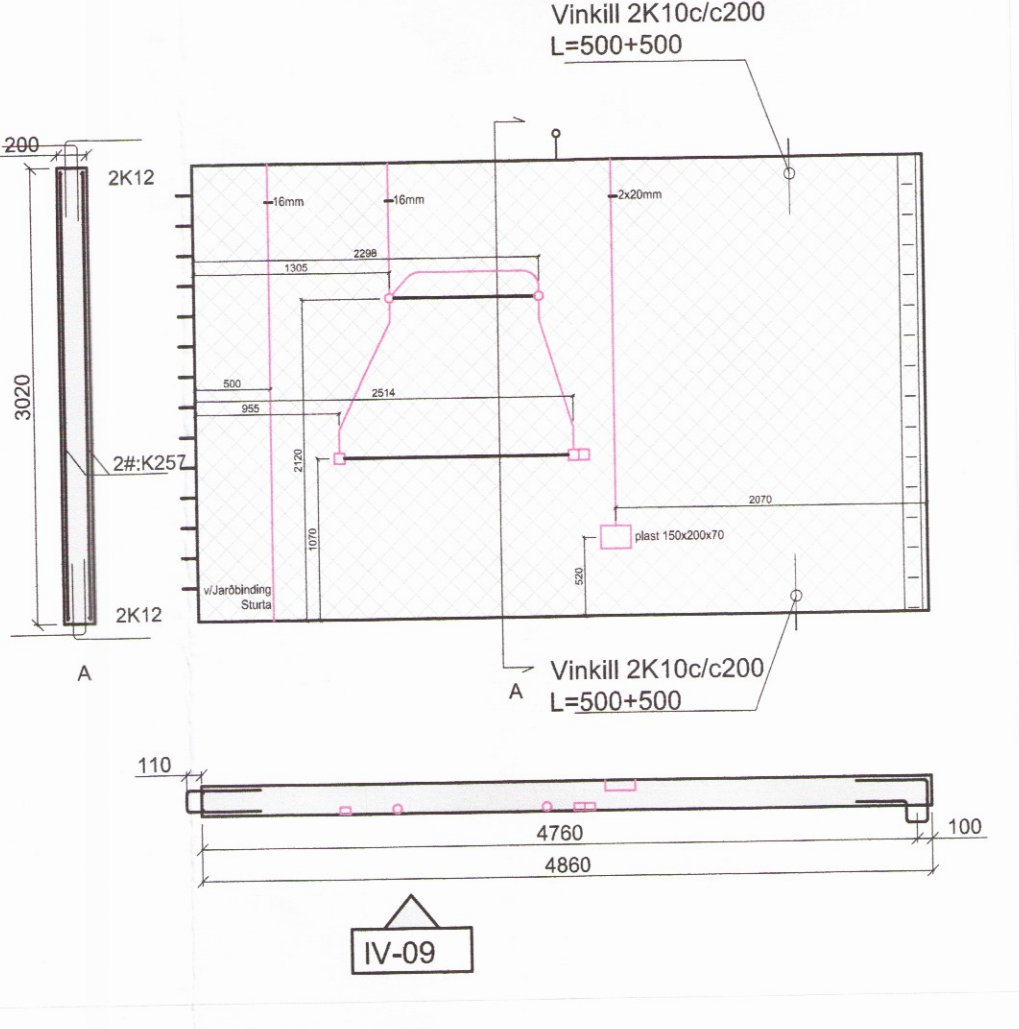 Vinkill 2K10c/c200
L=500+500
200
2K12
16mm
16mm
2x20mm
2298
1305
3020
500
2514
955
2120
2#:K257
2070
1070
plast 150x200x70
520
v/Jarðbinding
Sturta
2K12
A
A
Vinkill 2K10c/c200
L=500+500
110
4760
100
4860
IV-09